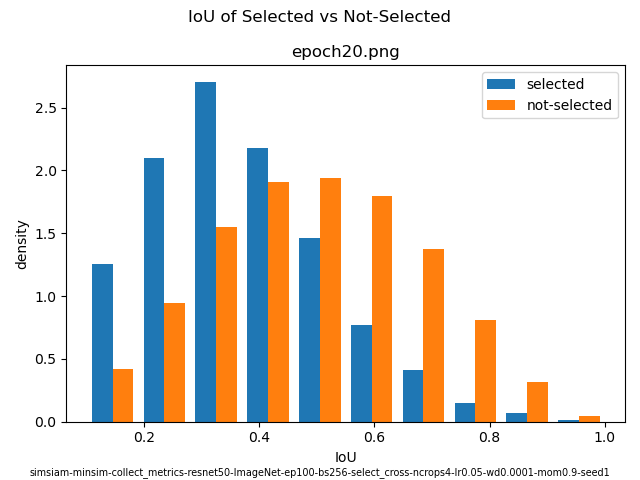 IoU of Selected vs Not-Selected
epoch20.png
selected
not-selected
density
2.5
2.0
1.5
1.0
0.5
0.0
0.2
0.4
0.6
0.8
1.0
IoU
simsiam-minsim-collect_metrics-resnet50-ImageNet-ep100-bs256-select_cross-ncrops4-lr0.05-wd0.0001-mom0.9-seed1